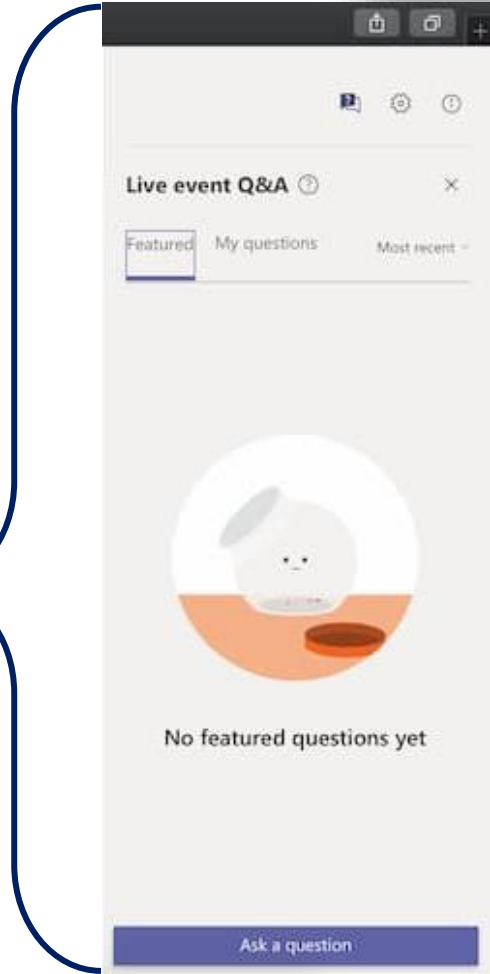 Live event Q&A
Featured My questions Most recent
No featured questions yet
Ask a question